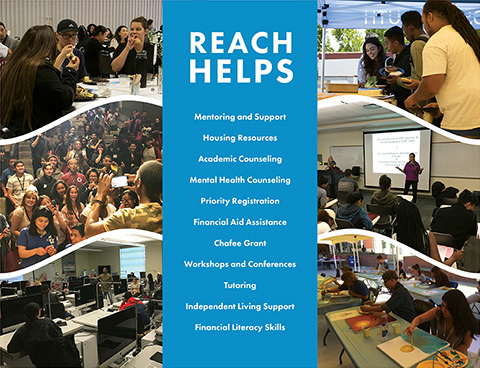 REACH
HELPS
Mentoring and Support
Housing Resources
Academic Counseling
Mental Health Counseling
Priority Registration
Financial Aid Assistance
Chafee Grant
Workshops and Conferences
Tutoring
Independent Living Support
Financial Literacy Skills